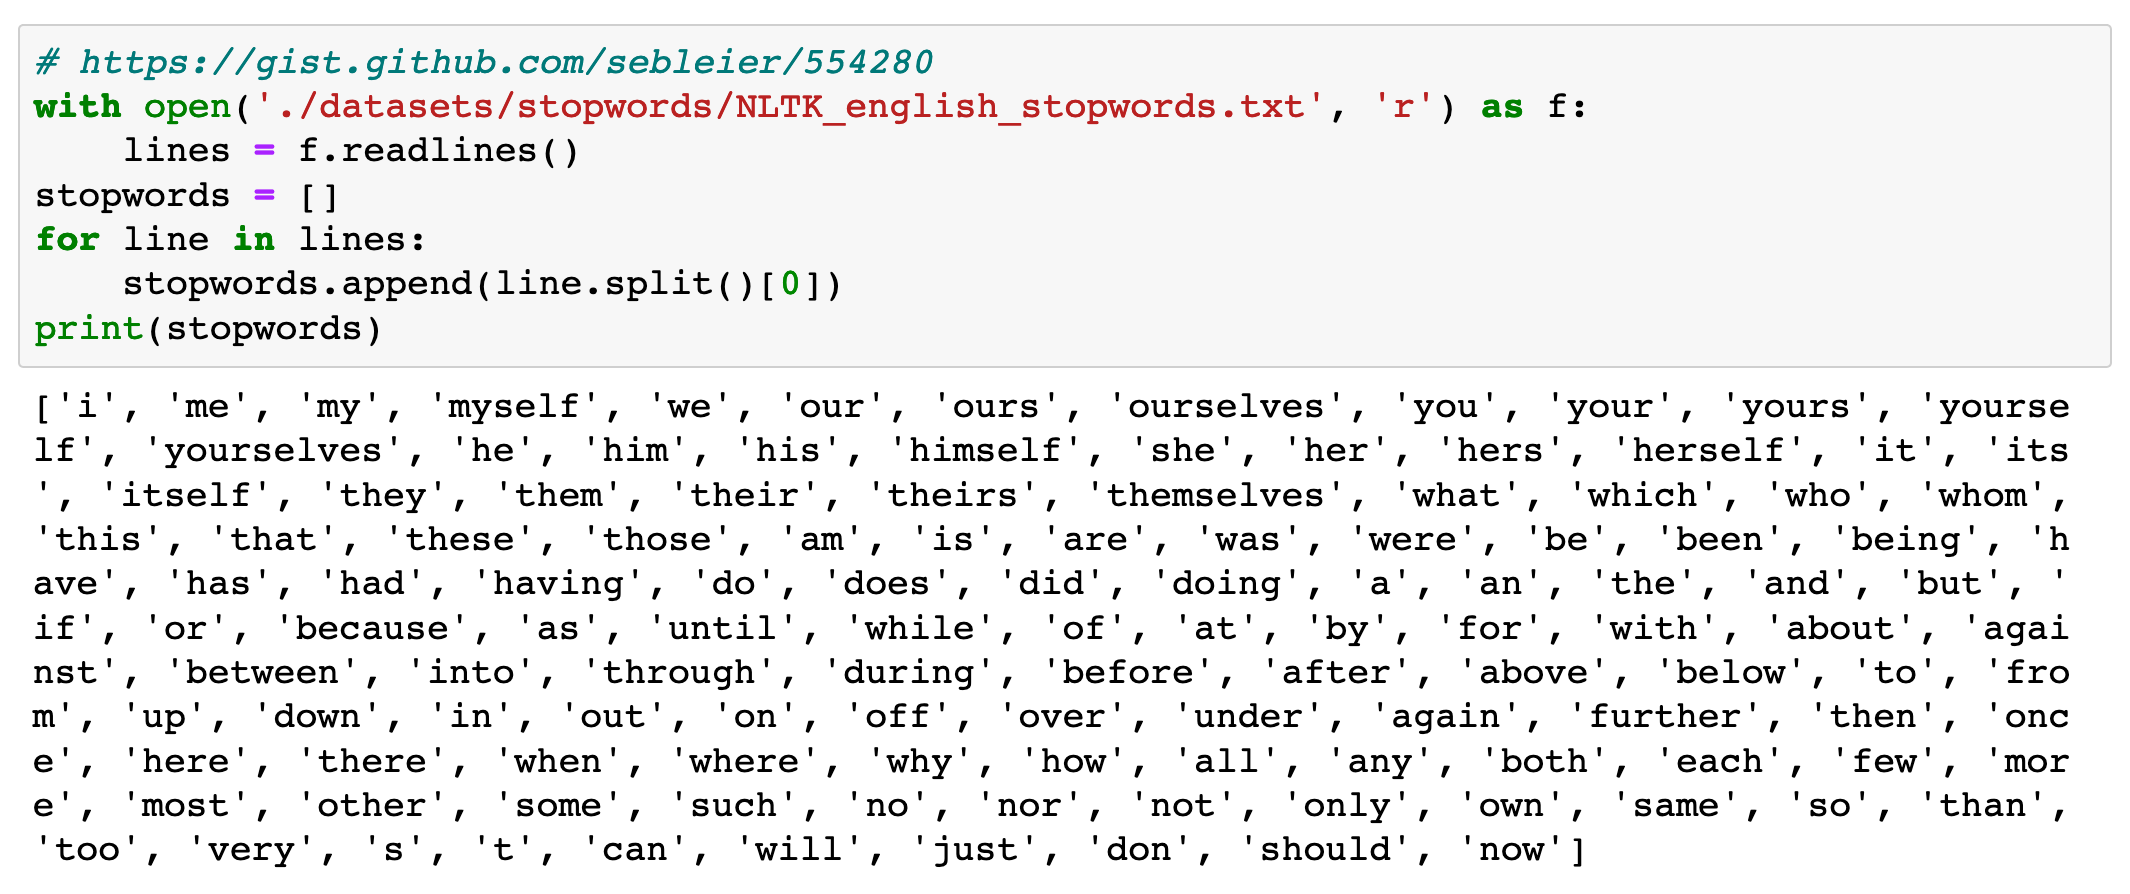 # https://gist.github.com/sebleier/554280
with open('./datasets/stopwords/NLTK_english_stopwords.txt', 'r') as f:
    lines = f.readlines()
stopwords = []
for line in lines:
    stopwords.append(line.split()[0])
print(stopwords)
['i', 'me', 'my', 'myself', 'we', 'our', 'ours', 'ourselves', 'you', 'your', 'yours', 'yourse
lf', 'yourselves', 'he', 'him', 'his', 'himself', 'she', 'her', 'hers', 'herself', 'it', 'its
', 'itself', 'they', 'them', 'their', 'theirs', 'themselves', 'what', 'which', 'who', 'whom',
'this', 'that', 'these', 'those', 'am', 'is', 'are', 'was', 'were', 'be', 'been', 'being', 'h
ave', 'has', 'had', 'having', 'do', 'does', 'did', 'doing', 'a', 'an', 'the', 'and', 'but', '
if', 'or', 'because', 'as', 'until', 'while', 'of', 'at', 'by', 'for', 'with', 'about', 'agai
nst', 'between', 'into', 'through', 'during', 'before', 'after', 'above', 'below', 'to', 'fro
m', 'up', 'down', 'in', 'out', 'on', 'off', 'over', 'under', 'again', 'further', 'then', 'onc
e', 'here', 'there', 'when', 'where', 'why', 'how', 'all', 'any', 'both', 'each', 'few', 'mor
e', 'most', 'other', 'some', 'such', 'no', 'nor', 'not', 'only', 'own', 'same', 'so', 'than',
'too', 'very', 's', 't', 'can', 'will', 'just', 'don', 'should', 'now']